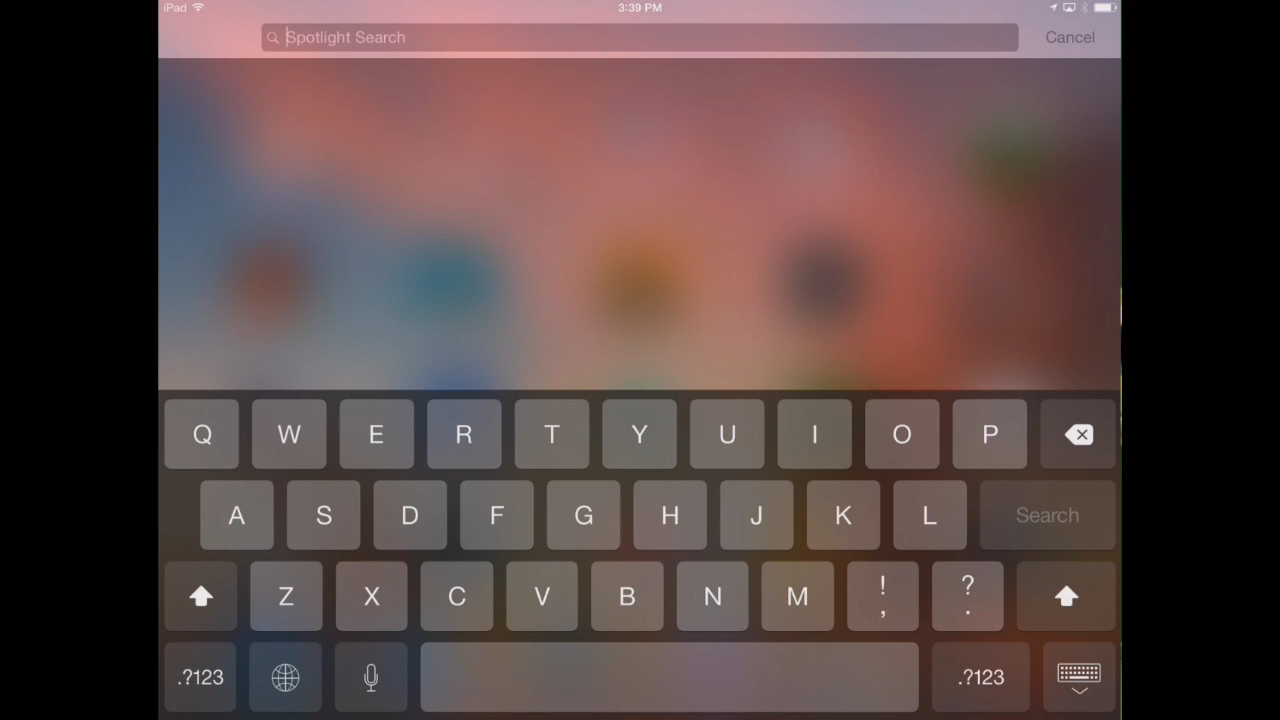 iPad 3:39 PM
Spotlight Search Cancel
Q W E R T Y U I O P
A S D F G H J K L Search
Z X C V B N M ! , ? .
.?123 .?123